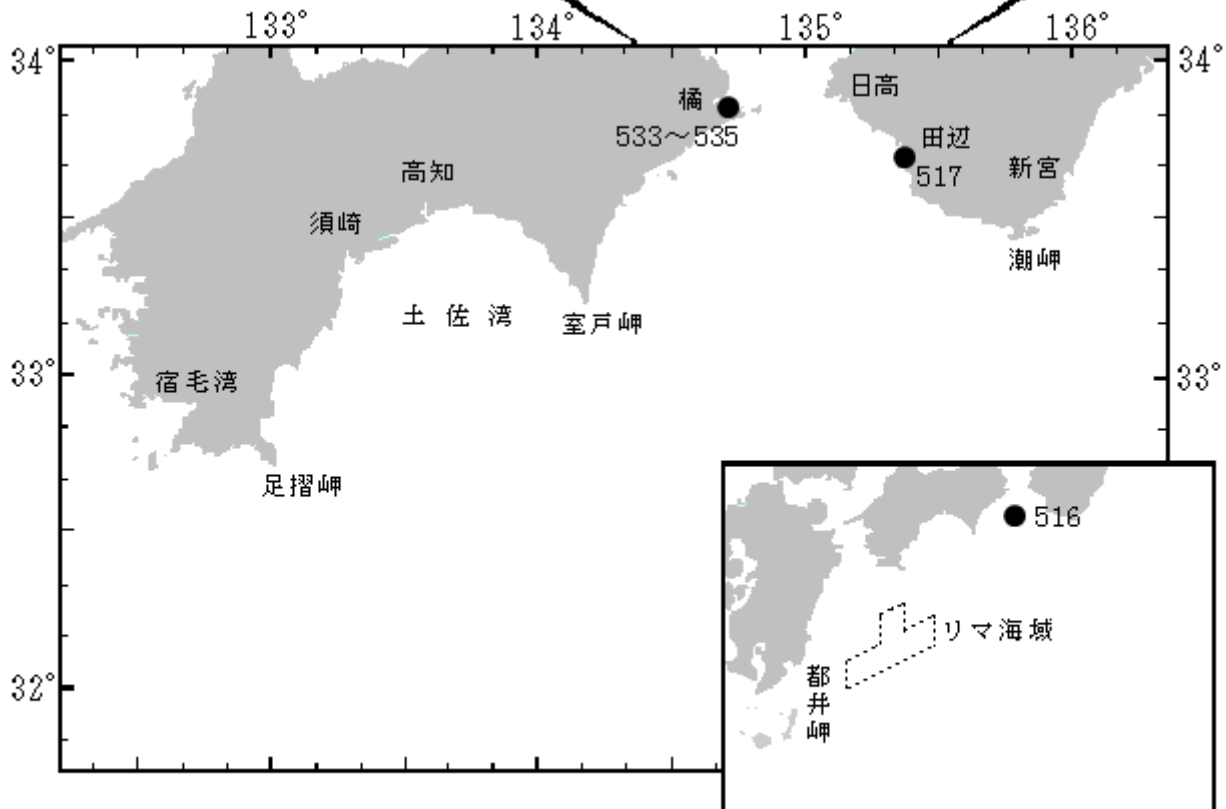 133° 134° 135° 136°
34° 34°
日高
橘
533～535
田辺
517
高知
新宮
須崎
潮岬
土佐湾
室戸岬
33° 33°
宿毛湾
足摺岬
516
リマ海域
都井岬
32°